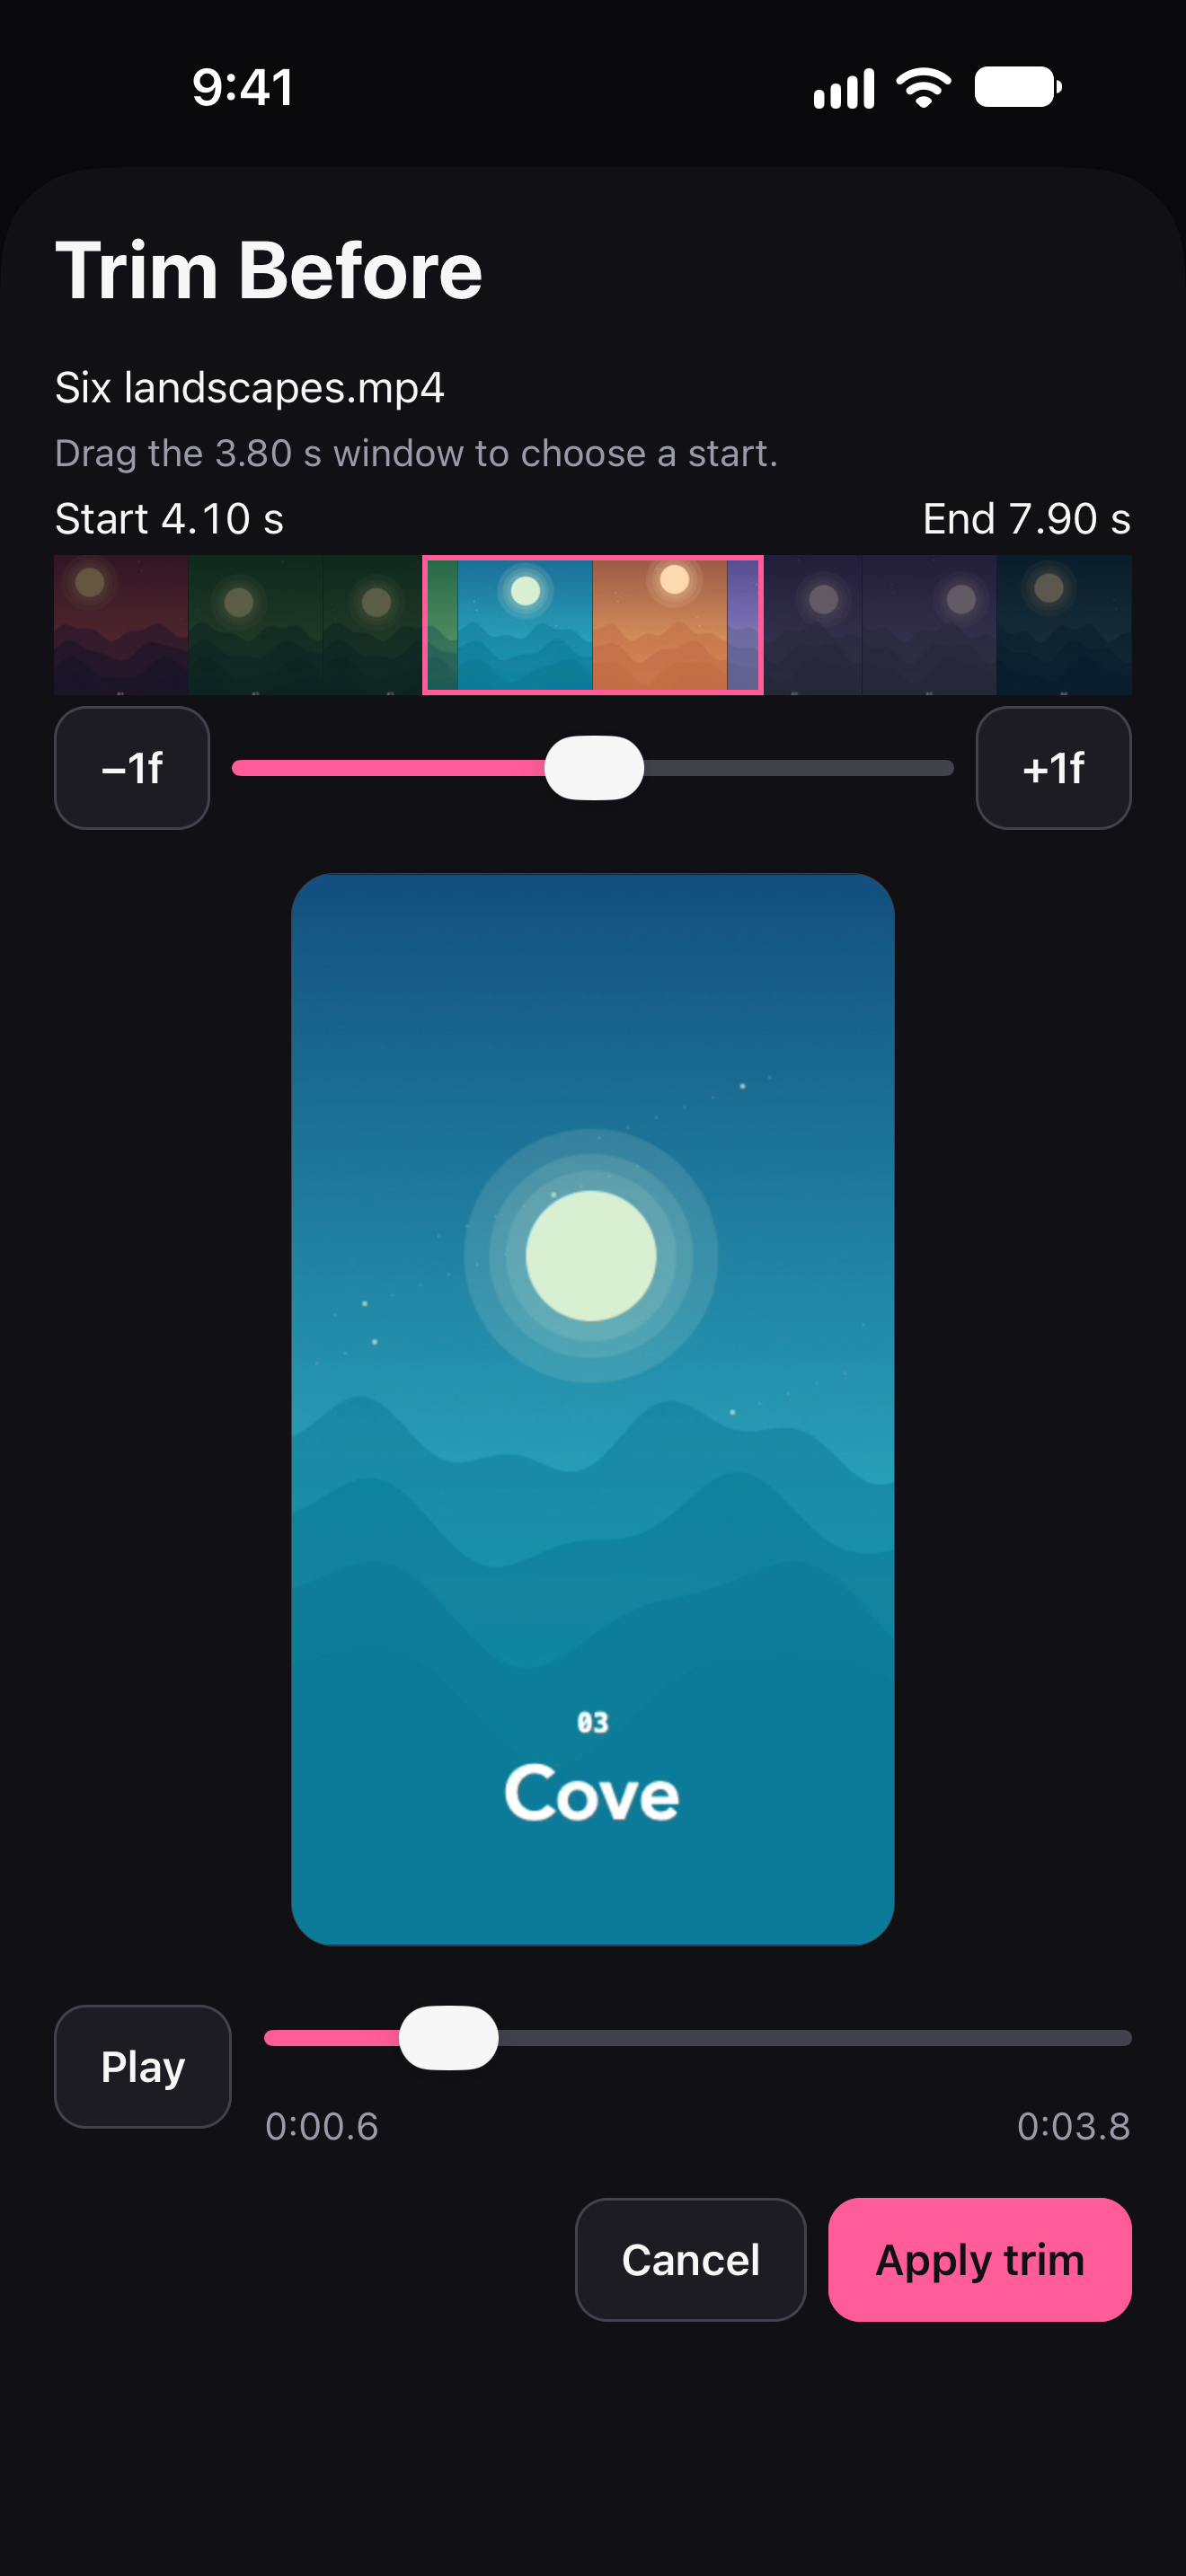 9:41
Trim Before
Six landscapes.mp4
Drag the 3.80 s window to choose a start.
Start 4.10 s
End 7.90 s
–1f
+1f
03
Cove
Play
0:00.6
0:03.8
Cancel
Apply trim